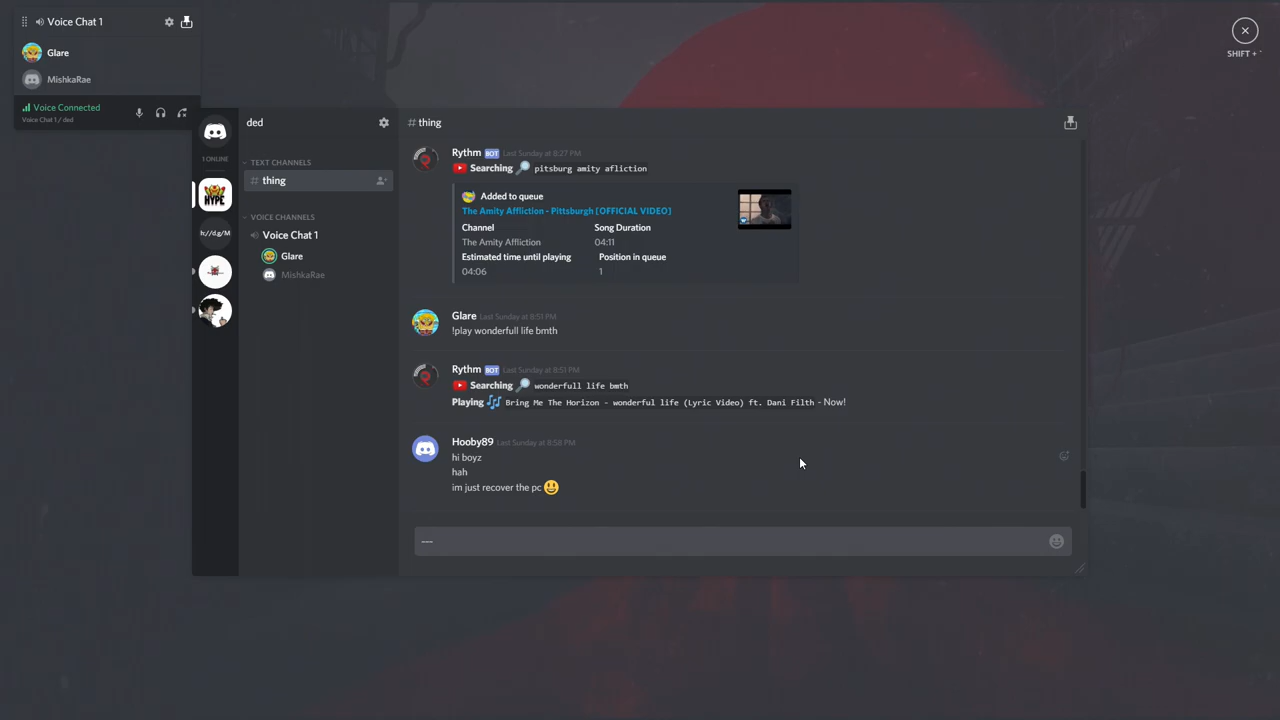 Voice Chat 1
SHIFT + `
Glare
MishkaRae
Voice Connected
Voice Chat 1 / ded
ded
# thing
1 ONLINE
TEXT CHANNELS
# thing
HYPE
VOICE CHANNELS
h://d.g/M
Voice Chat 1
Glare
MishkaRae
Rythm BOT Last Sunday at 8:27 PM
Searching pitsburg amity afliction
Added to queue
The Amity Affliction - Pittsburgh [OFFICIAL VIDEO]
Channel Song Duration
The Amity Affliction 04:11
Estimated time until playing Position in queue
04:06 1
Glare Last Sunday at 8:51 PM
!play wonderfull life bmth
Rythm BOT Last Sunday at 8:51 PM
Searching wonderfull life bmth
Playing Bring Me The Horizon - wonderful life (Lyric Video) ft. Dani Filth - Now!
Hooby89 Last Sunday at 8:58 PM
hi boyz
hah
im just recover the pc